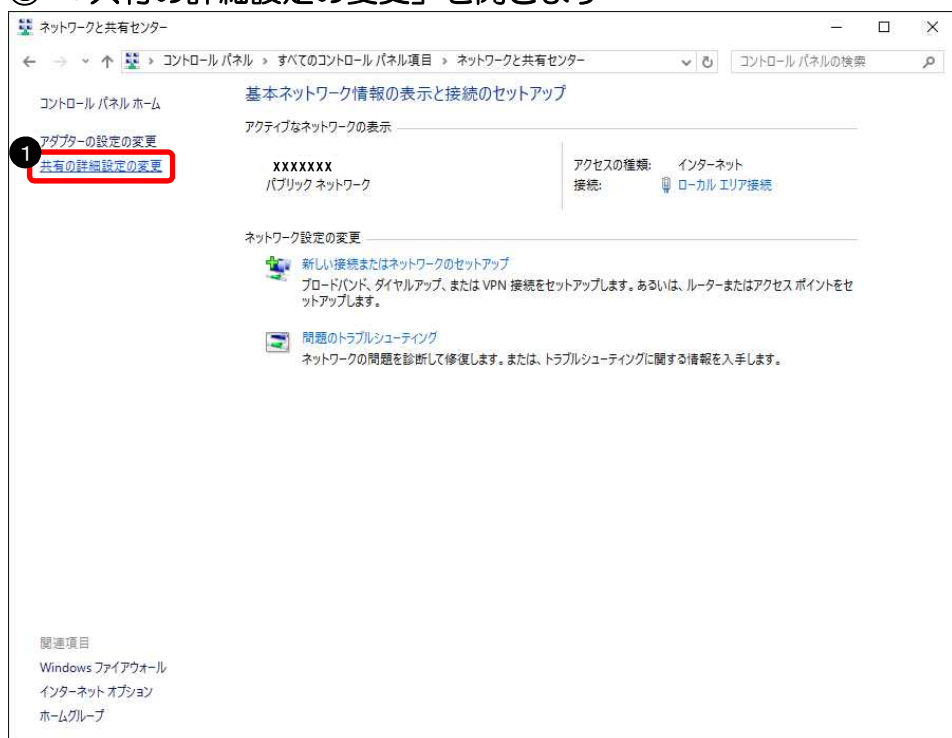 「共有の詳細設定の変更」を開きます
ネットワークと共有センター
コントロール パネル › すべてのコントロール パネル項目 › ネットワークと共有センター
コントロール パネルの検索
コントロール パネル ホーム
アダプターの設定の変更
1
共有の詳細設定の変更
基本ネットワーク情報の表示と接続のセットアップ
アクティブなネットワークの表示
XXXXXXX
パブリック ネットワーク
アクセスの種類: インターネット
接続: ローカル エリア接続
ネットワーク設定の変更
新しい接続またはネットワークのセットアップ
ブロードバンド、ダイヤルアップ、または VPN 接続をセットアップします。あるいは、ルーターまたはアクセス ポイントをセ
ットアップします。
問題のトラブルシューティング
ネットワークの問題を診断して修復します。または、トラブルシューティングに関する情報を入手します。
関連項目
Windows ファイアウォール
インターネット オプション
ホームグループ